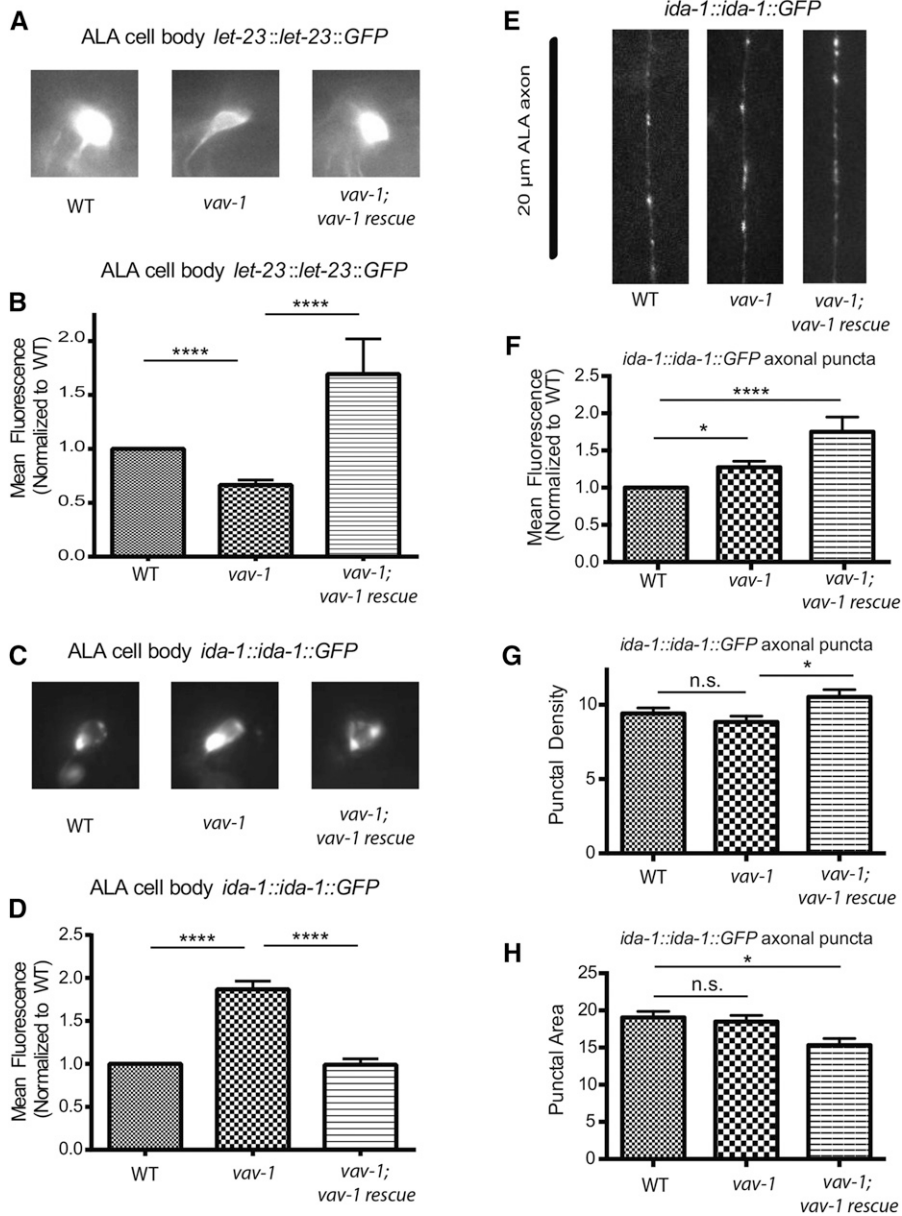 A
ALA cell body let-23::let-23::GFP
WT
vav-1
vav-1;
vav-1 rescue
B
ALA cell body let-23::let-23::GFP
Mean Fluorescence
(Normalized to WT)
2.0
1.5
1.0
0.5
0.0
****
****
WT
vav-1
vav-1;
vav-1 rescue
C
ALA cell body ida-1::ida-1::GFP
WT
vav-1
vav-1;
vav-1 rescue
D
ALA cell body ida-1::ida-1::GFP
Mean Fluorescence
(Normalized to WT)
2.5
2.0
1.5
1.0
0.5
0.0
****
****
WT
vav-1
vav-1;
vav-1 rescue
E
ida-1::ida-1::GFP
20 μm ALA axon
WT
vav-1
vav-1;
vav-1 rescue
F
ida-1::ida-1::GFP axonal puncta
Mean Fluorescence
(Normalized to WT)
2.5
2.0
1.5
1.0
0.5
0.0
****
*
WT
vav-1
vav-1;
vav-1 rescue
G
ida-1::ida-1::GFP axonal puncta
Punctal Density
10
5
0
n.s.
*
WT
vav-1
vav-1;
vav-1 rescue
H
ida-1::ida-1::GFP axonal puncta
Punctal Area
25
20
15
10
5
0
*
n.s.
WT
vav-1
vav-1;
vav-1 rescue